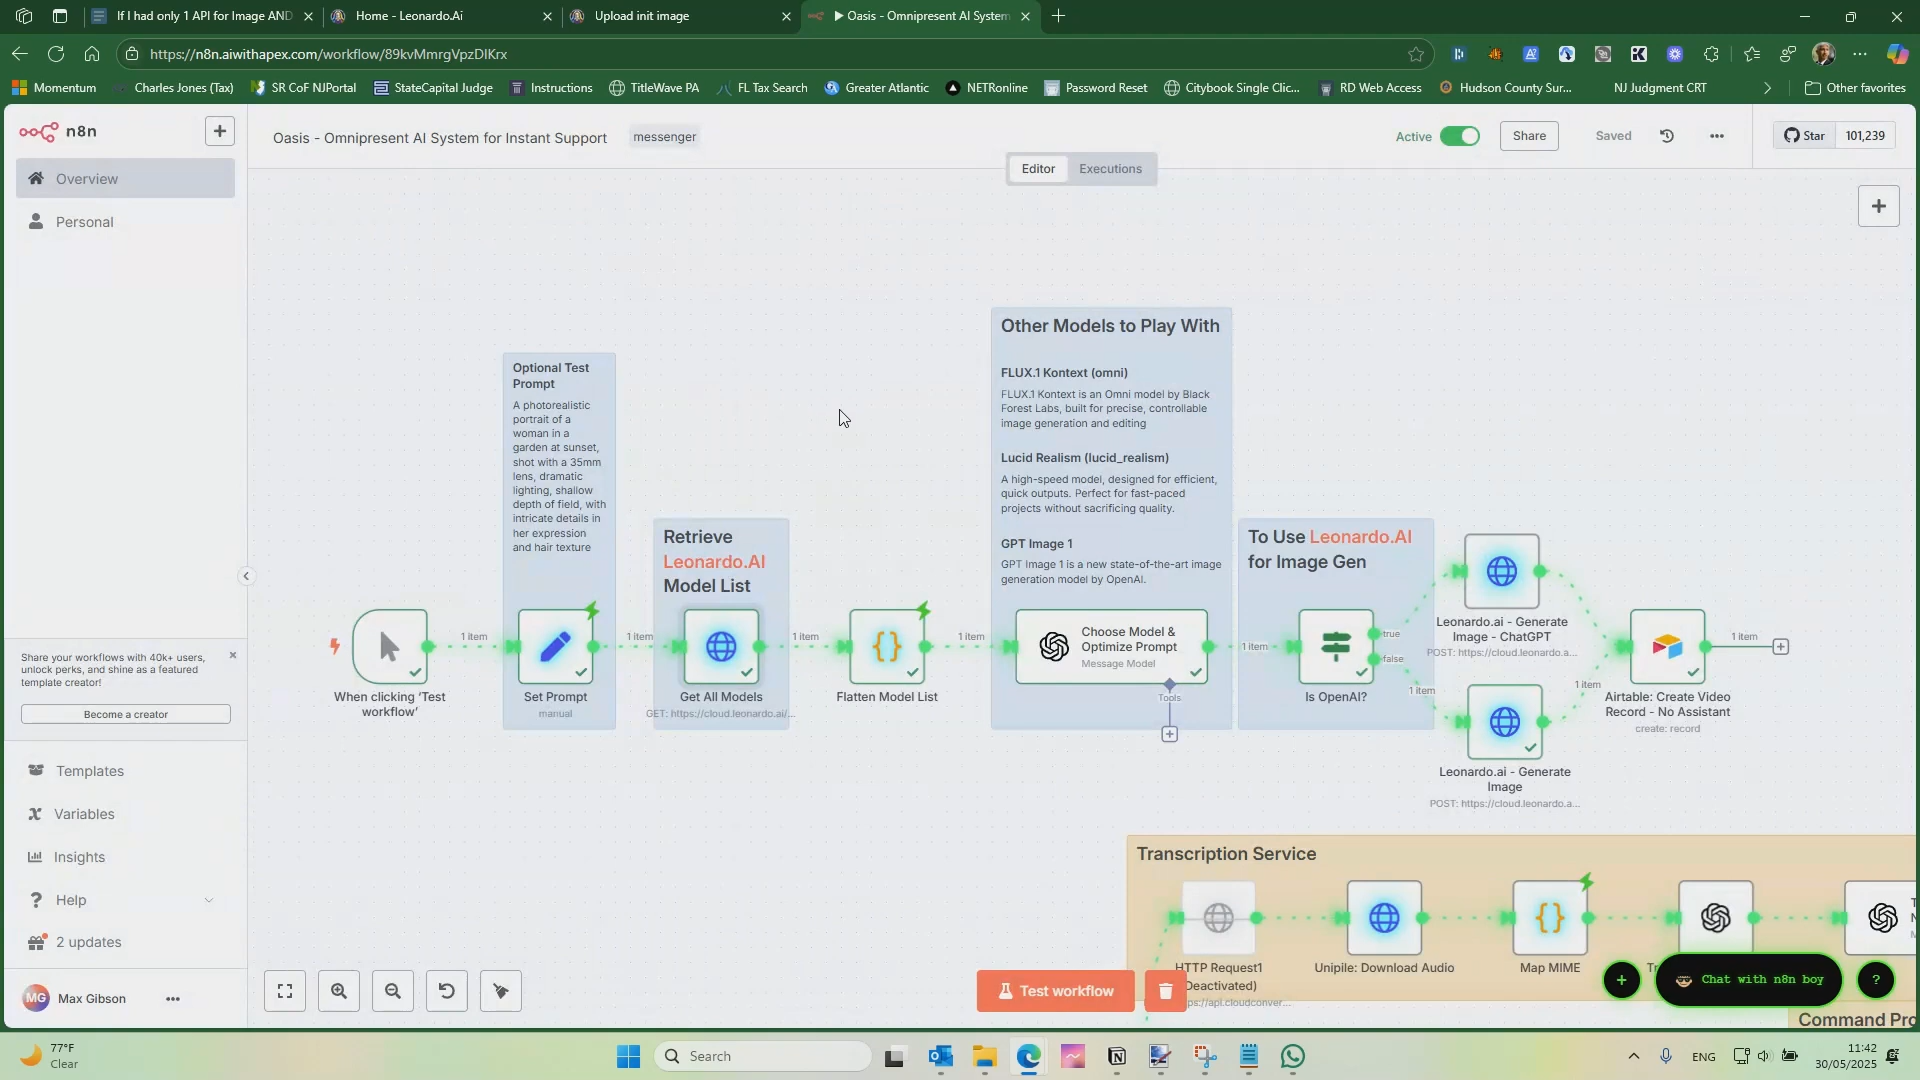 If I had only 1 API for Image AND
Home - Leonardo.Ai
Upload init image
Oasis - Omnipresent AI System
https://n8n.aiwithapex.com/workflow/89kvMmrgVpzDlKrx
Momentum
Charles Jones (Tax)
SR CoF NJPortal
StateCapital Judge
Instructions
TitleWave PA
FL Tax Search
Greater Atlantic
NETRonline
Password Reset
Citybook Single Clic...
RD Web Access
Hudson County Sur...
NJ Judgment CRT
Other favorites
n8n
Oasis - Omnipresent AI System for Instant Support
messenger
Active
Share
Saved
Star
101,239
Editor
Executions
Overview
Personal
Other Models to Play With
FLUX.1 Kontext (omni)
FLUX.1 Kontext is an Omni model by Black
Forest Labs, built for precise, controllable
image generation and editing
Lucid Realism (lucid_realism)
A high-speed model, designed for efficient,
quick outputs. Perfect for fast-paced
projects without sacrificing quality.
GPT Image 1
GPT Image 1 is a new state-of-the-art image
generation model by OpenAI.
Optional Test
Prompt
A photorealistic
portrait of a
woman in a
garden at sunset,
shot with a 35mm
lens, dramatic
lighting, shallow
depth of field, with
intricate details in
her expression
and hair texture
Retrieve
Leonardo.AI
Model List
To Use Leonardo.AI
for Image Gen
When clicking ‘Test
workflow’
1 item
Set Prompt
manual
1 item
Get All Models
GET: https://cloud.leonardo.ai/...
1 item
Flatten Model List
1 item
Choose Model &
Optimize Prompt
Message Model
Tools
1 item
Is OpenAI?
true
false
1 item
Leonardo.ai - Generate
Image - ChatGPT
POST: https://cloud.leonardo.a...
Leonardo.ai - Generate
Image
POST: https://cloud.leonardo.a...
1 item
Airtable: Create Video
Record - No Assistant
create: record
1 item
Share your workflows with 40k+ users,
unlock perks, and shine as a featured
template creator!
Become a creator
Templates
Variables
Insights
Help
2 updates
MG
Max Gibson
Transcription Service
HTTP Request1
(Deactivated)
Unipile: Download Audio
Map MIME
Test workflow
Chat with n8n boy
?
Command Pro
77°F
Clear
Search
ENG
11:42
30/05/2025